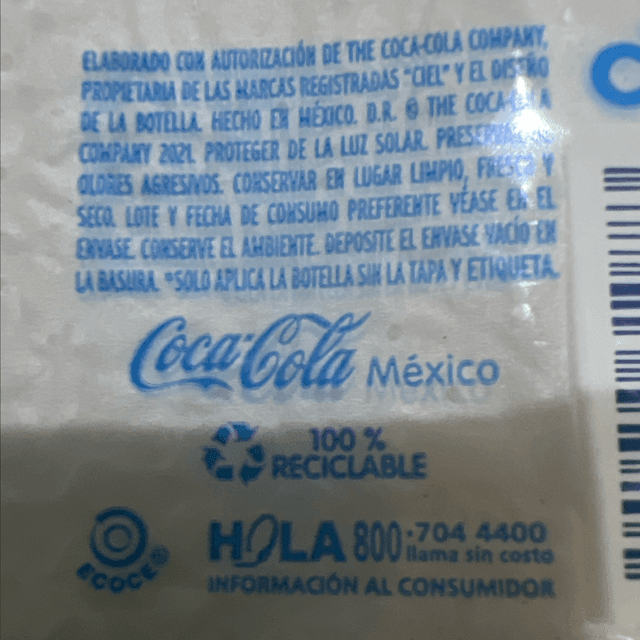 ELABORADO CON AUTORIZACIÓN DE THE COCA-COLA COMPANY,
PROPIETARIA DE LAS MARCAS REGISTRADAS "CIEL" Y EL DISEÑO
DE LA BOTELLA. HECHO EN MÉXICO. D.R. © THE COCA-COLA
COMPANY 2021. PROTEGER DE LA LUZ SOLAR. PRESERVAR DE
OLORES AGRESIVOS. CONSERVAR EN LUGAR LIMPIO, FRESCO Y
SECO. LOTE Y FECHA DE CONSUMO PREFERENTE VÉASE EN EL
ENVASE. CONSERVE EL AMBIENTE. DEPOSITE EL ENVASE VACÍO EN
LA BASURA. *SOLO APLICA LA BOTELLA SIN LA TAPA Y ETIQUETA.
Coca-Cola México
100 %
RECICLABLE
ECOCE
HOLA 800·704 4400
llama sin costo
INFORMACIÓN AL CONSUMIDOR